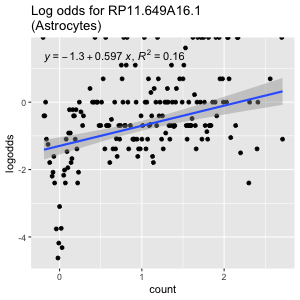 Log odds for RP11.649A16.1
(Astrocytes)
y = −1.3 + 0.597 x, R² = 0.16
logodds
0
-2
-4
0
1
2
count